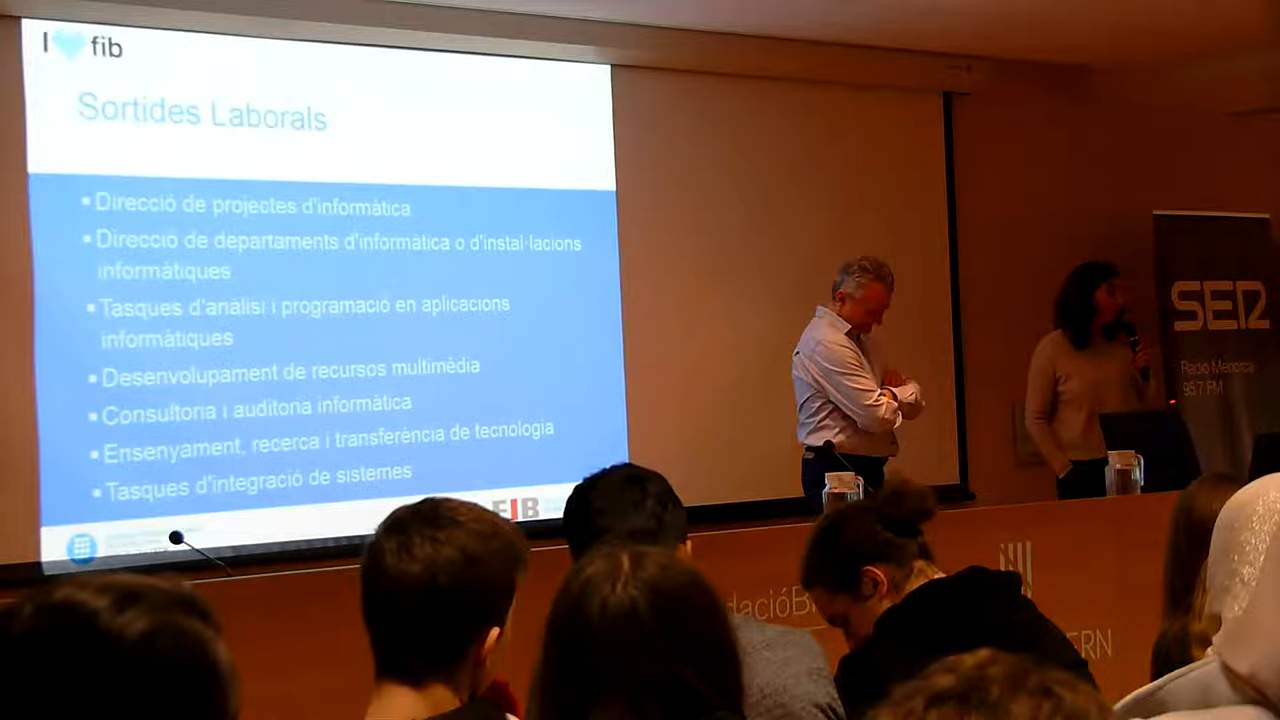 I fib
Sortides Laborals
Direcció de projectes d'informàtica
Direcció de departaments d'informàtica o d'instal·lacions
informàtiques
Tasques d'anàlisi i programació en aplicacions
informàtiques
Desenvolupament de recursos multimèdia
Consultoria i auditoria informàtica
Ensenyament, recerca i transferència de tecnologia
Tasques d'integració de sistemes
FIB
SER
Radio Menorca
95.7 FM